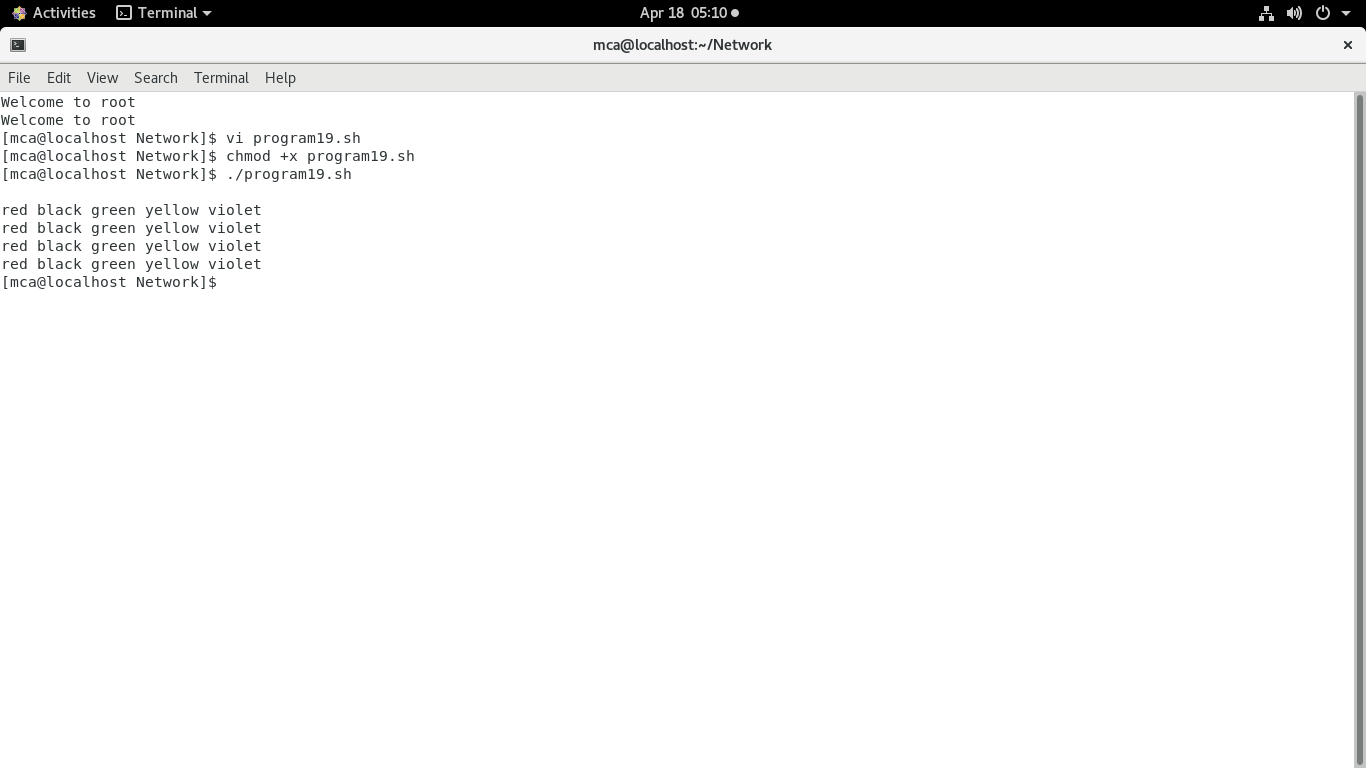 Activities Terminal Apr 18 05:10
mca@localhost:~/Network
File Edit View Search Terminal Help
Welcome to root
Welcome to root
[mca@localhost Network]$ vi program19.sh
[mca@localhost Network]$ chmod +x program19.sh
[mca@localhost Network]$ ./program19.sh
red black green yellow violet
red black green yellow violet
red black green yellow violet
red black green yellow violet
[mca@localhost Network]$